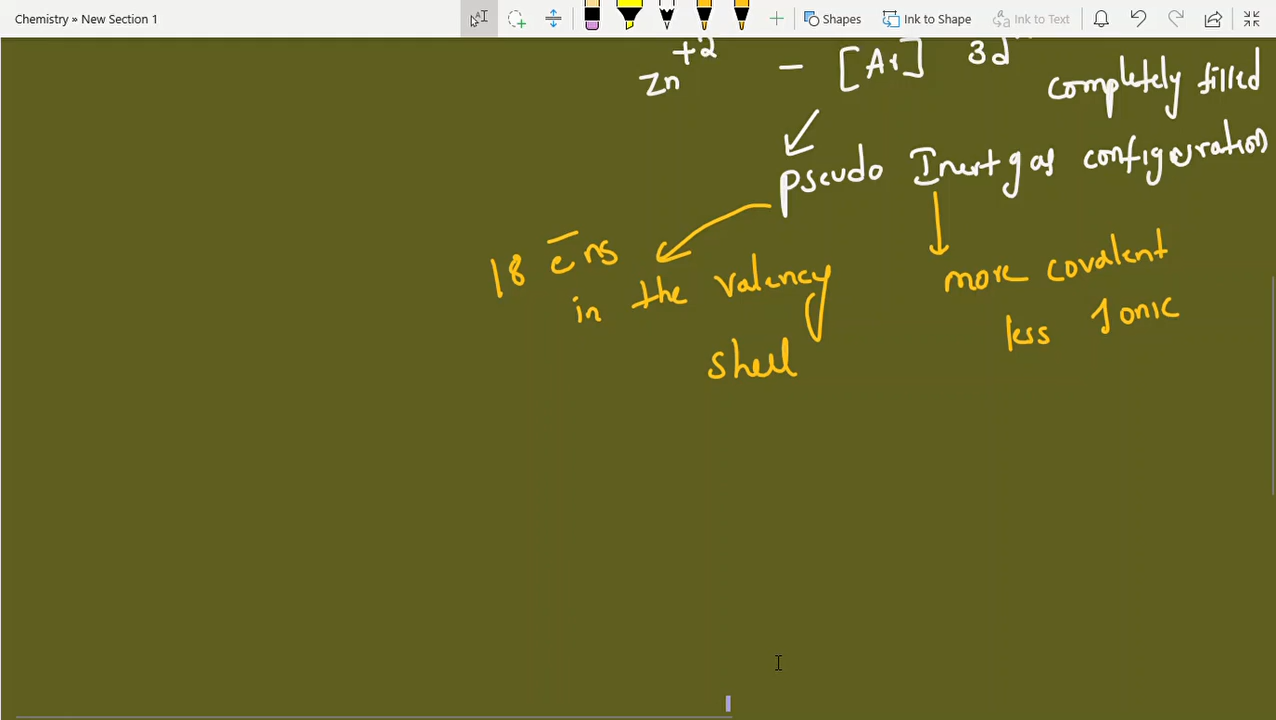 Chemistry » New Section 1
Shapes
Ink to Shape
Ink to Text
Zn+2 - [Ar] 3d
completely filled
pseudo Inert gas configuration
18 e̅ns
in the valency
shell
more covalent
less Ionic